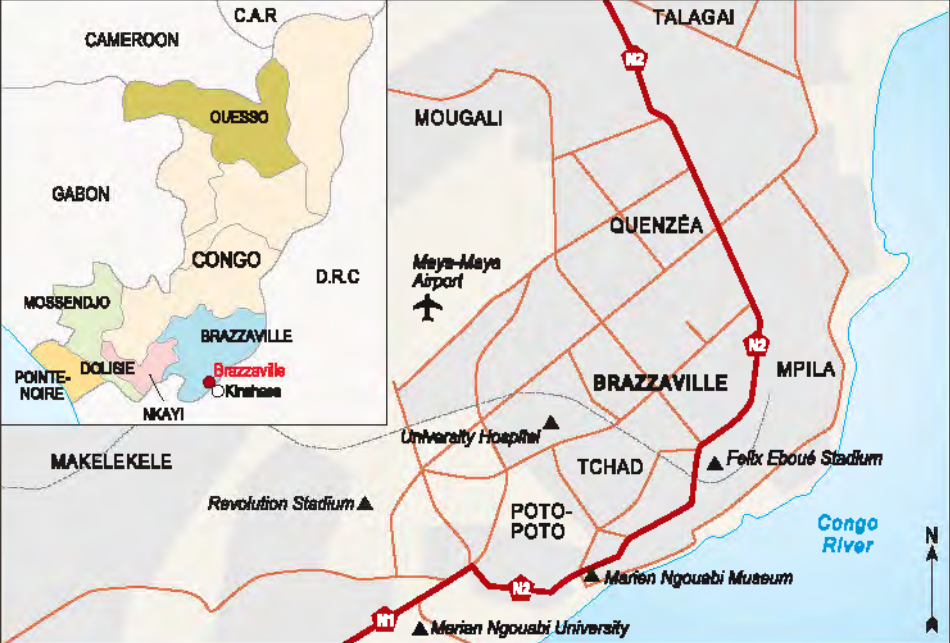 C.A.R
CAMEROON
OUESSO
GABON
CONGO
D.R.C
MOSSENDJO
BRAZZAVILLE
DOLISIE
Brazzaville
POINTE-
NOIRE
Kinshasa
NKAYI
TALAGAI
N2
MOUGALI
QUENZÉA
Maya-Maya
Airport
N2
MPILA
BRAZZAVILLE
University Hospital
MAKELEKELE
TCHAD
Felix Eboué Stadium
Revolution Stadium
POTO-
POTO
Congo
River
N
Marien Ngouabi Museum
N2
N1
Marian Ngouabi University